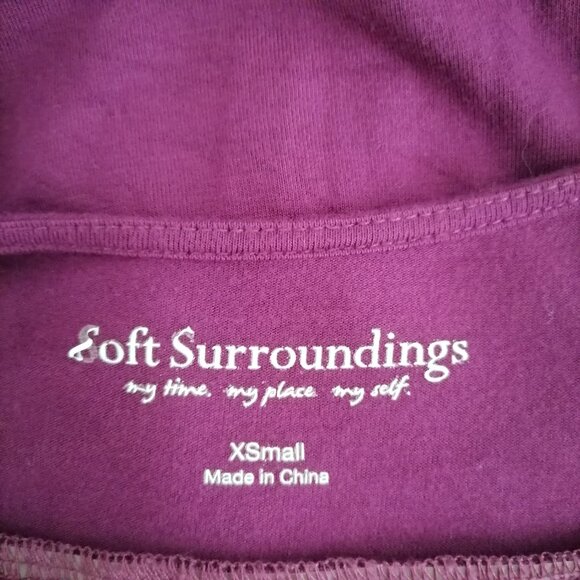 Soft Surroundings
my time. my place my self.
XSmall
Made in China